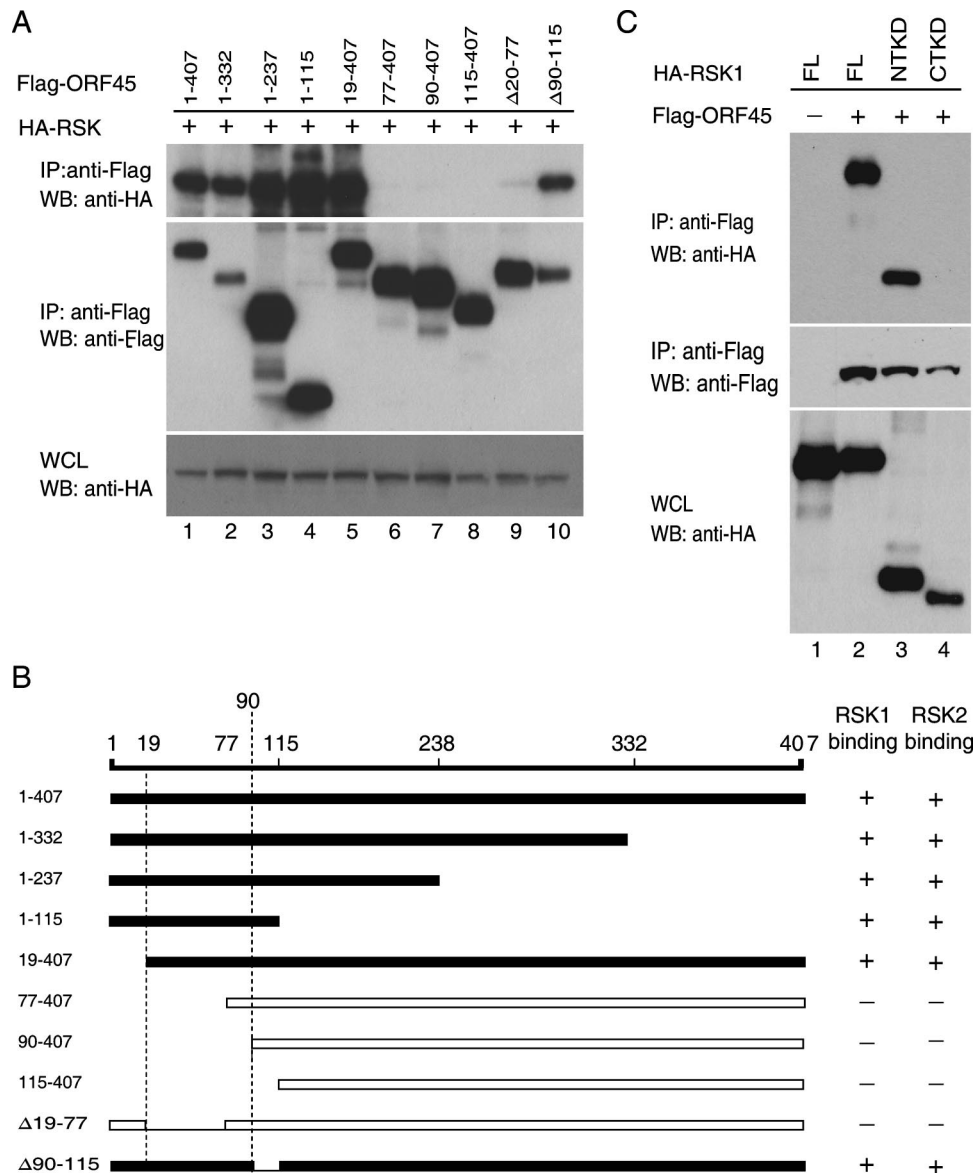 A
Flag-ORF45
1-407 1-332 1-237 1-115 19-407 77-407 90-407 115-407 Δ20-77 Δ90-115
HA-RSK + + + + + + + + + +
IP:anti-Flag
WB: anti-HA
IP: anti-Flag
WB: anti-Flag
WCL
WB: anti-HA
1 2 3 4 5 6 7 8 9 10
C
HA-RSK1 FL FL NTKD CTKD
Flag-ORF45 − + + +
IP: anti-Flag
WB: anti-HA
IP: anti-Flag
WB: anti-Flag
WCL
WB: anti-HA
1 2 3 4
B
90
1 19 77 115 238 332 407
RSK1 binding RSK2 binding
1-407 + +
1-332 + +
1-237 + +
1-115 + +
19-407 + +
77-407 − −
90-407 − −
115-407 − −
Δ19-77 − −
Δ90-115 + +